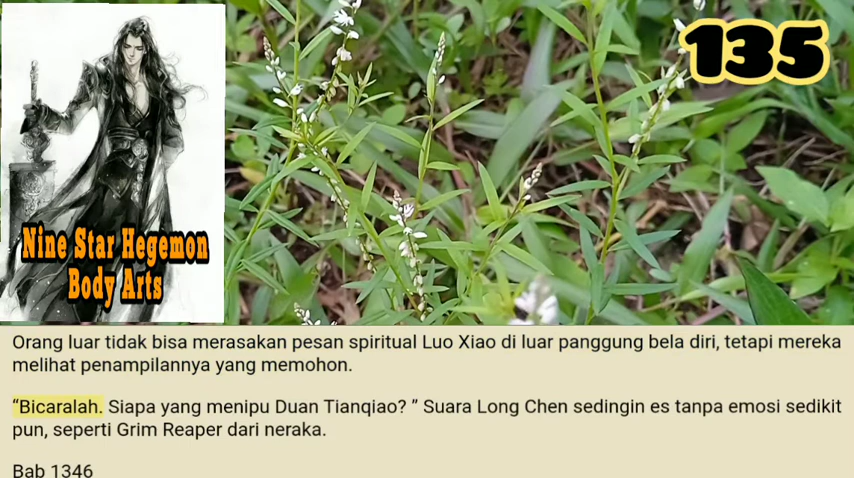 135
Nine Star Hegemon
Body Arts
Orang luar tidak bisa merasakan pesan spiritual Luo Xiao di luar panggung bela diri, tetapi mereka
melihat penampilannya yang memohon.
“Bicaralah. Siapa yang menipu Duan Tianqiao? ” Suara Long Chen sedingin es tanpa emosi sedikit
pun, seperti Grim Reaper dari neraka.
Bab 1346